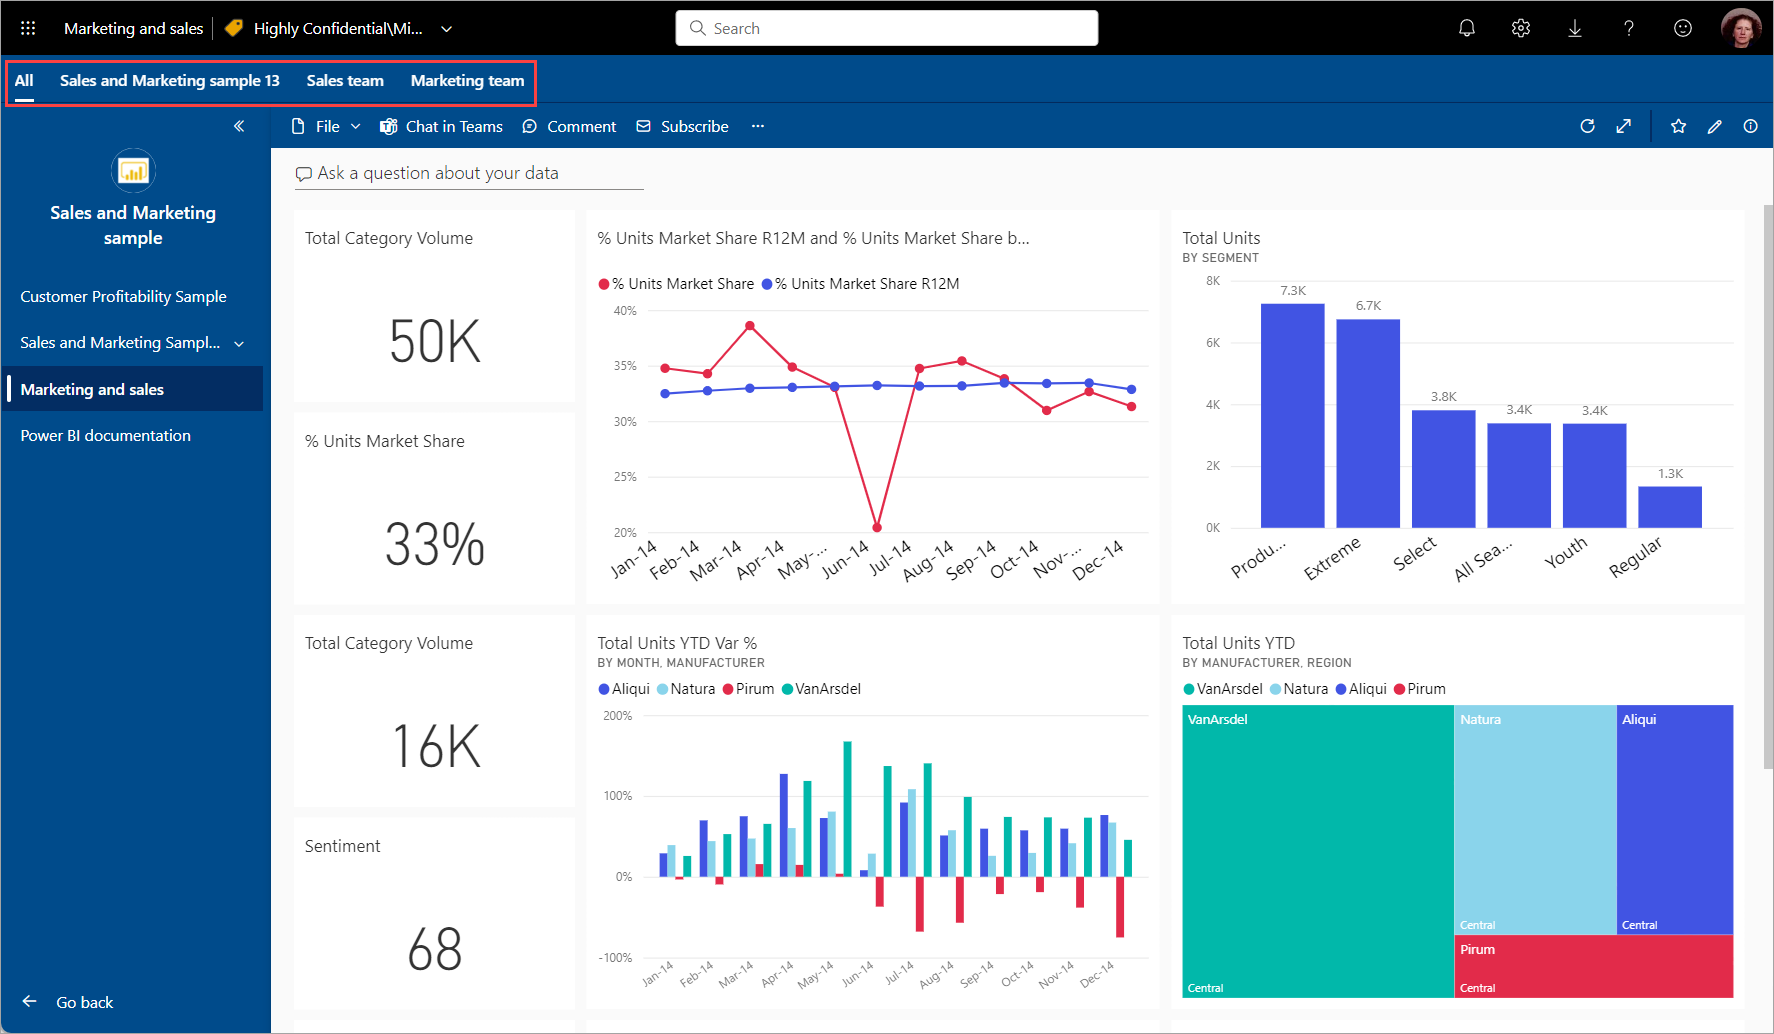 Marketing and sales
Highly Confidential\Mi...
Search
All Sales and Marketing sample 13 Sales team Marketing team
File Chat in Teams Comment Subscribe ...
Sales and Marketing
sample
Customer Profitability Sample
Sales and Marketing Sampl...
Marketing and sales
Power BI documentation
Go back
Ask a question about your data
Total Category Volume
50K
% Units Market Share
33%
Total Category Volume
16K
Sentiment
68
% Units Market Share R12M and % Units Market Share b...
% Units Market Share % Units Market Share R12M
40%
35%
30%
25%
20%
Jan-14 Feb-14 Mar-14 Apr-14 May-... Jun-14 Jul-14 Aug-14 Sep-14 Oct-14 Nov-... Dec-14
Total Units
BY SEGMENT
8K
6K
4K
2K
0K
7.3K 6.7K 3.8K 3.4K 3.4K 1.3K
Produ... Extreme Select All Sea... Youth Regular
Total Units YTD Var %
BY MONTH, MANUFACTURER
Aliqui Natura Pirum VanArsdel
200%
100%
0%
-100%
Jan-14 Feb-14 Mar-14 Apr-14 May-14 Jun-14 Jul-14 Aug-14 Sep-14 Oct-14 Nov-14 Dec-14
Total Units YTD
BY MANUFACTURER, REGION
VanArsdel Natura Aliqui Pirum
VanArsdel
Central
Natura
Central
Aliqui
Central
Pirum
Central